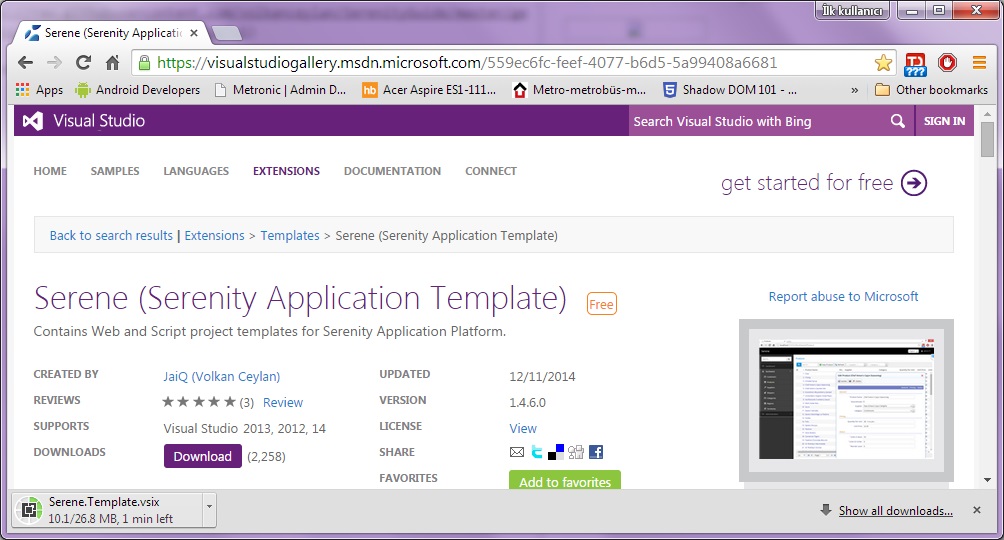 İlk kullanıcı
Serene (Serenity Applicatio
https://visualstudiogallery.msdn.microsoft.com/559ec6fc-feef-4077-b6d5-5a99408a6681
???
Apps Android Developers Metronic | Admin D... hb Acer Aspire ES1-111... Metro-metrobüs-m... 5 Shadow DOM 101 - ... » Other bookmarks
Visual Studio Search Visual Studio with Bing SIGN IN
HOME SAMPLES LANGUAGES EXTENSIONS DOCUMENTATION CONNECT
get started for free
Back to search results | Extensions > Templates > Serene (Serenity Application Template)
Serene (Serenity Application Template) Free
Report abuse to Microsoft
Contains Web and Script project templates for Serenity Application Platform.
CREATED BY JaiQ (Volkan Ceylan) UPDATED 12/11/2014
REVIEWS ★★★★★ (3) Review VERSION 1.4.6.0
SUPPORTS Visual Studio 2013, 2012, 14 LICENSE View
DOWNLOADS Download (2,258) SHARE
FAVORITES Add to favorites
Serene.Template.vsix
10.1/26.8 MB, 1 min left
Show all downloads...